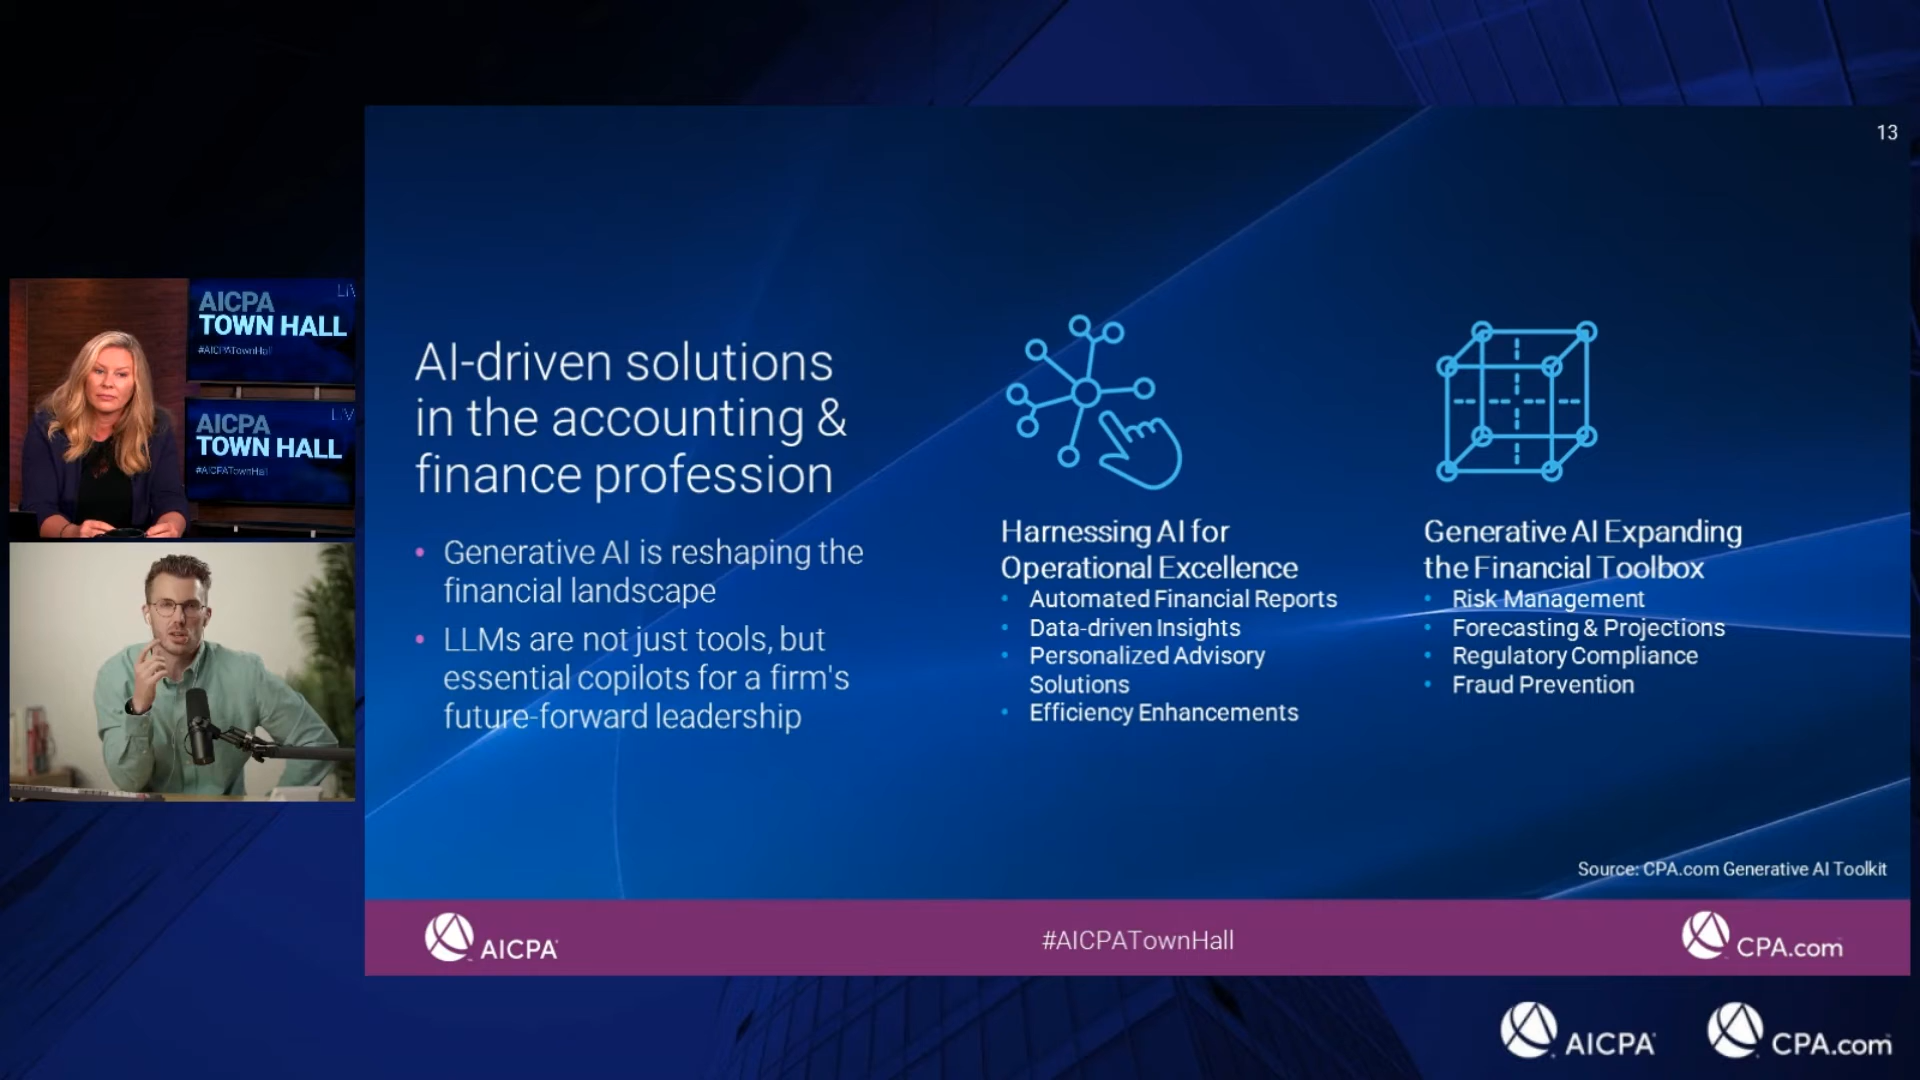 AICPA
TOWN HALL
#AICPATownHall
LIV
AICPA
TOWN HALL
#AICPATownHall
LIV
13
AI-driven solutions
in the accounting &
finance profession
• Generative AI is reshaping the
financial landscape
• LLMs are not just tools, but
essential copilots for a firm's
future-forward leadership
Harnessing AI for
Operational Excellence
• Automated Financial Reports
• Data-driven Insights
• Personalized Advisory
Solutions
• Efficiency Enhancements
Generative AI Expanding
the Financial Toolbox
• Risk Management
• Forecasting & Projections
• Regulatory Compliance
• Fraud Prevention
Source: CPA.com Generative AI Toolkit
AICPA
#AICPATownHall
CPA.com
AICPA
CPA.com